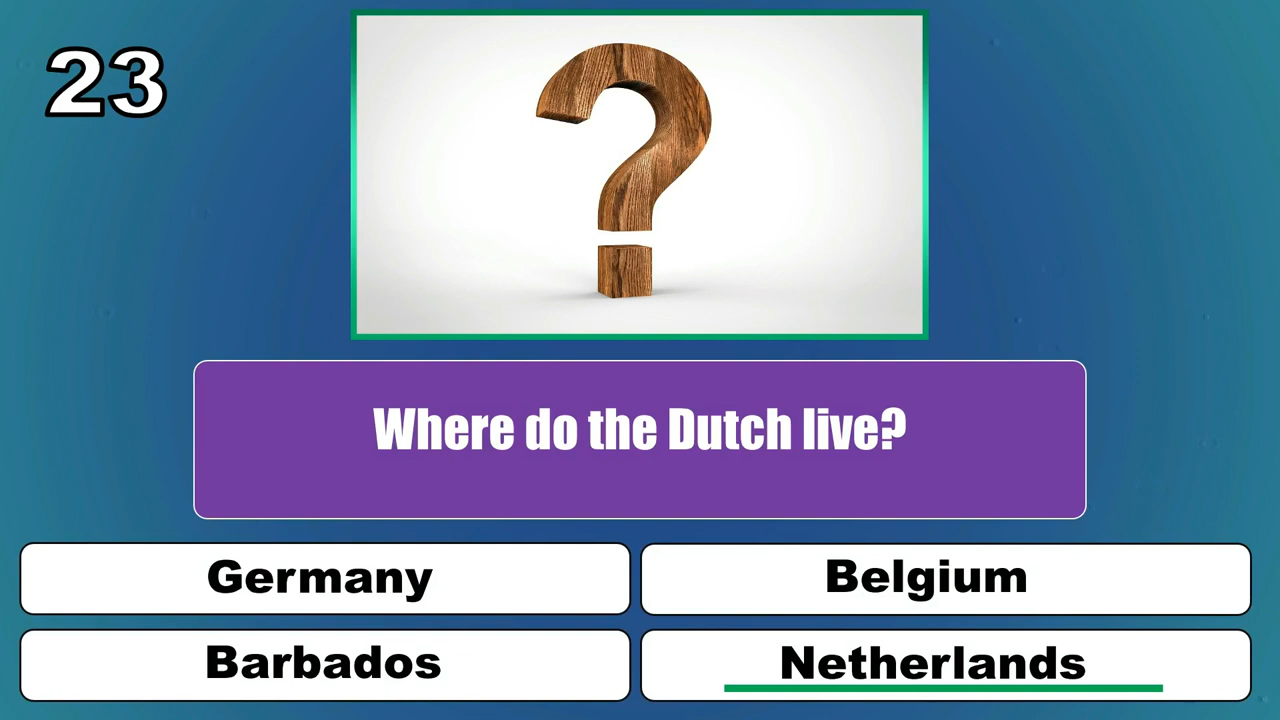 23
Where do the Dutch live?
Germany
Belgium
Barbados
Netherlands